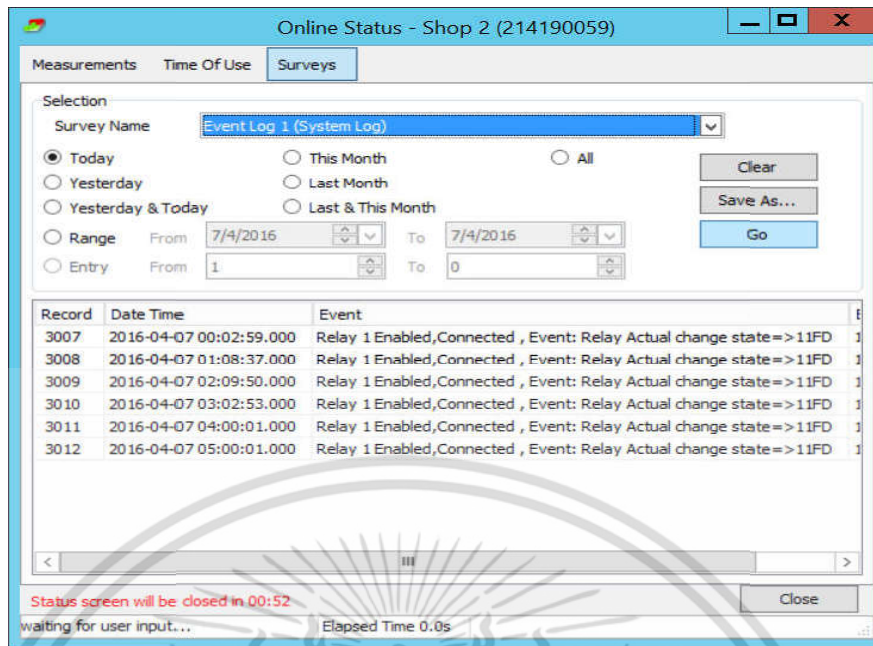 Online Status - Shop 2 (214190059)
Measurements Time Of Use Surveys
Selection
Survey Name Event Log 1 (System Log)
Today This Month All Clear
Yesterday Last Month
Yesterday & Today Last & This Month Save As...
Range From 7/4/2016 To 7/4/2016 Go
Entry From 1 To 0
Record Date Time Event
3007 2016-04-07 00:02:59.000 Relay 1 Enabled,Connected , Event: Relay Actual change state=>11FD
3008 2016-04-07 01:08:37.000 Relay 1 Enabled,Connected , Event: Relay Actual change state=>11FD
3009 2016-04-07 02:09:50.000 Relay 1 Enabled,Connected , Event: Relay Actual change state=>11FD
3010 2016-04-07 03:02:53.000 Relay 1 Enabled,Connected , Event: Relay Actual change state=>11FD
3011 2016-04-07 04:00:01.000 Relay 1 Enabled,Connected , Event: Relay Actual change state=>11FD
3012 2016-04-07 05:00:01.000 Relay 1 Enabled,Connected , Event: Relay Actual change state=>11FD
Status screen will be closed in 00:52 Close
waiting for user input... Elapsed Time 0.0s